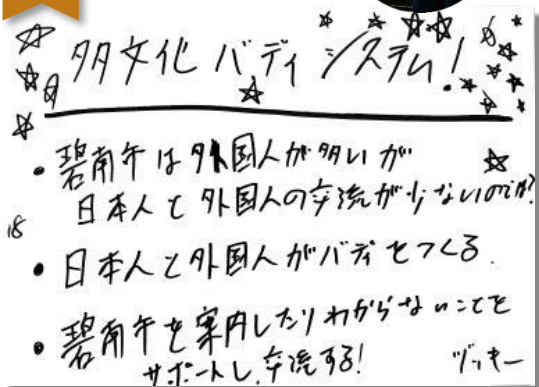 多文化バディシステム!
・碧南市は外国人が多いが
日本人と外国人の交流が少ないのでは?
18
・日本人と外国人がバディをつくる.
・碧南市を案内したりわからないことを
サポートし,交流する!
づっきー